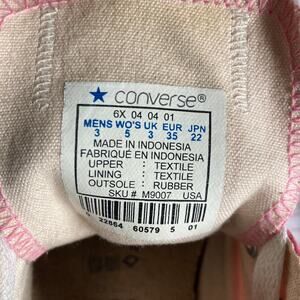 converse®
6X 04 04 01
MENS WO'S UK EUR JPN
3 5 3 35 22
MADE IN INDONESIA
FABRIQUÉ EN INDONESIA
UPPER : TEXTILE
LINING : TEXTILE
OUTSOLE : RUBBER
SKU # M9007 USA
22864 60579 5 01